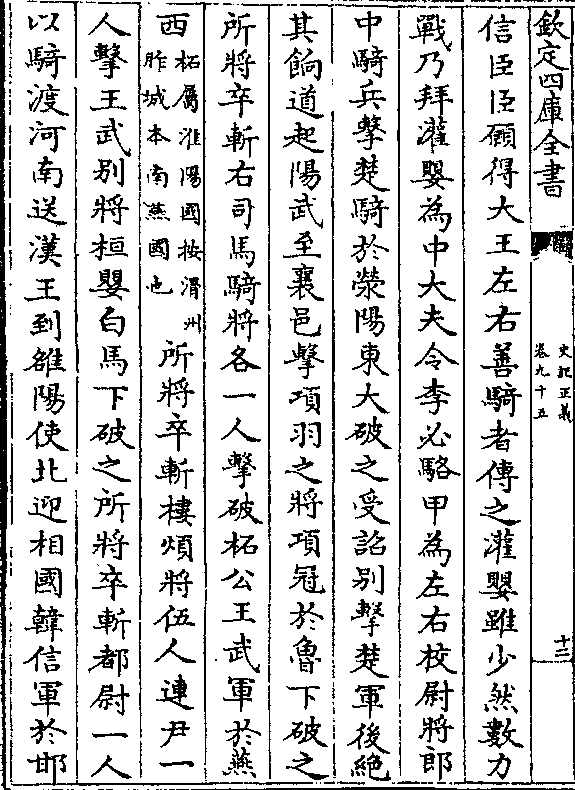 欽定四庫全書
史記正義
卷九十五
十三
信臣臣願得大王左右善騎者傳之灌嬰雖少然數力
戰乃拜灌嬰為中大夫令李必駱甲為左右校尉將郎
中騎兵擊楚騎於滎陽東大破之受詔別擊楚軍後絶
其餉道起陽武至襄邑擊項羽之將項冠於魯下破之
所將卒斬右司馬騎將各一人擊破柘公王武軍於燕
西
柘屬淮陽國按滑州
胙城本南燕國也
所將卒斬樓煩將伍人連尹一
人擊王武別將桓嬰白馬下破之所將卒斬都尉一人
以騎渡河南送漢王到雒陽使北迎相國韓信軍於邯